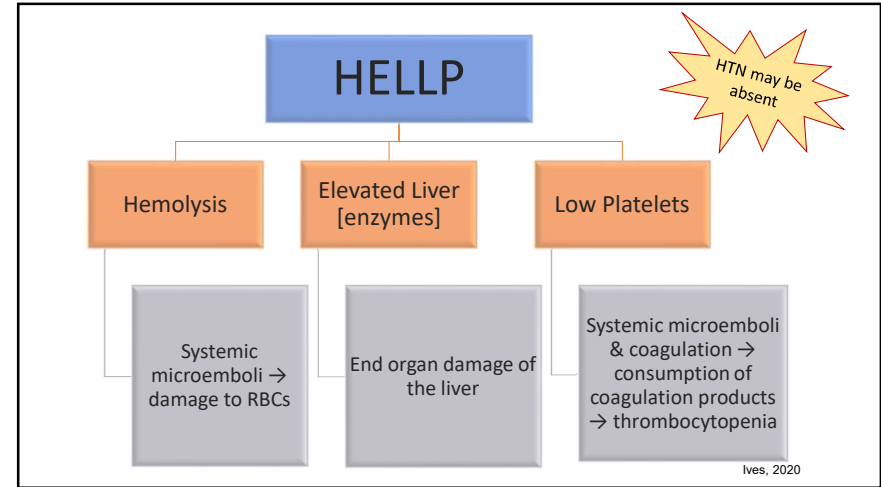 HELLP
HTN may be
absent
Hemolysis
Elevated Liver
[enzymes]
Low Platelets
Systemic
microemboli →
damage to RBCs
End organ damage of
the liver
Systemic microemboli
& coagulation →
consumption of
coagulation products
→ thrombocytopenia
Ives, 2020